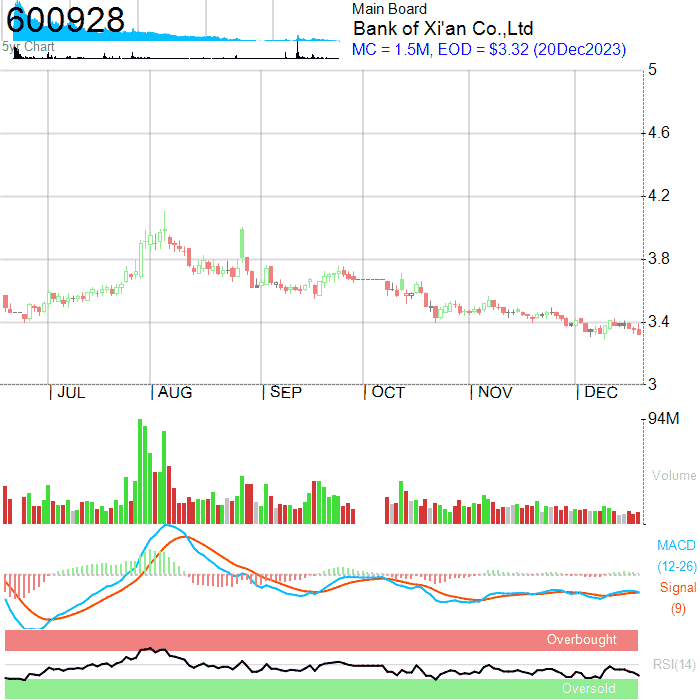 600928
5yr Chart
Main Board
Bank of Xi'an Co.,Ltd
MC = 1.5M, EOD = $3.32 (20Dec2023)
5
4.6
4.2
3.8
3.4
3
JUL AUG SEP OCT NOV DEC
94M
Volume
MACD
(12-26)
Signal
(9)
Overbought
RSI(14)
Oversold